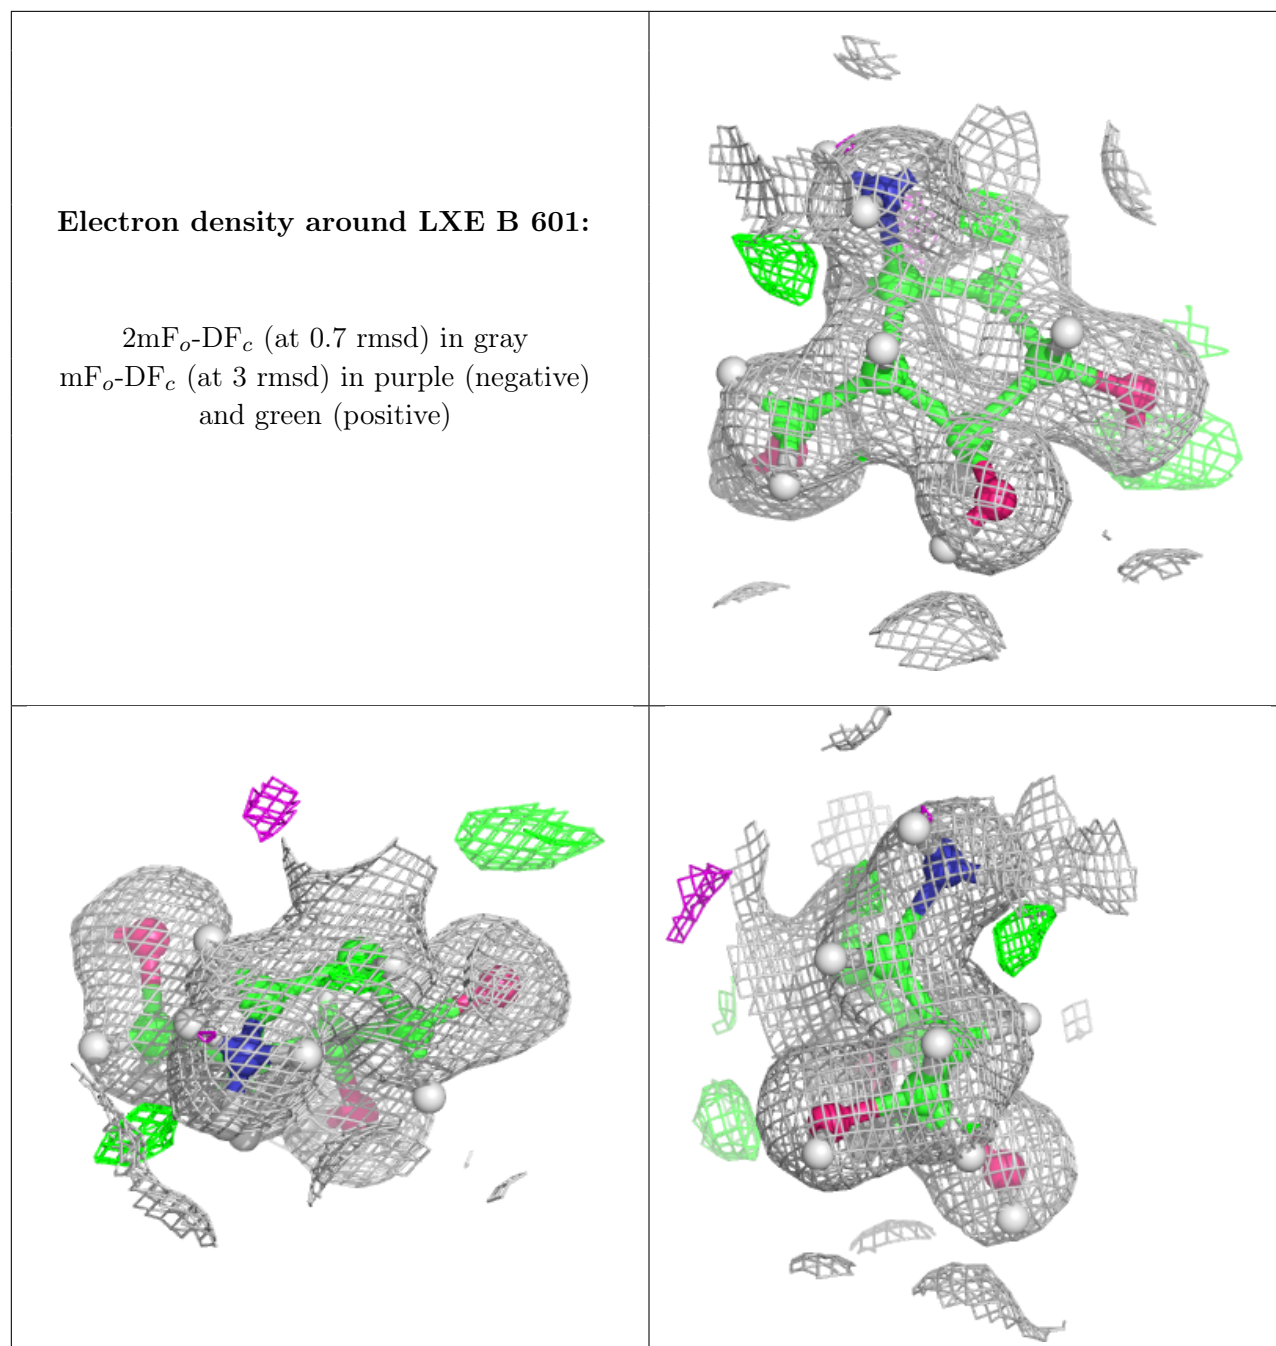 Electron density around LXE B 601:
2mFo-DFc (at 0.7 rmsd) in gray
mFo-DFc (at 3 rmsd) in purple (negative)
and green (positive)